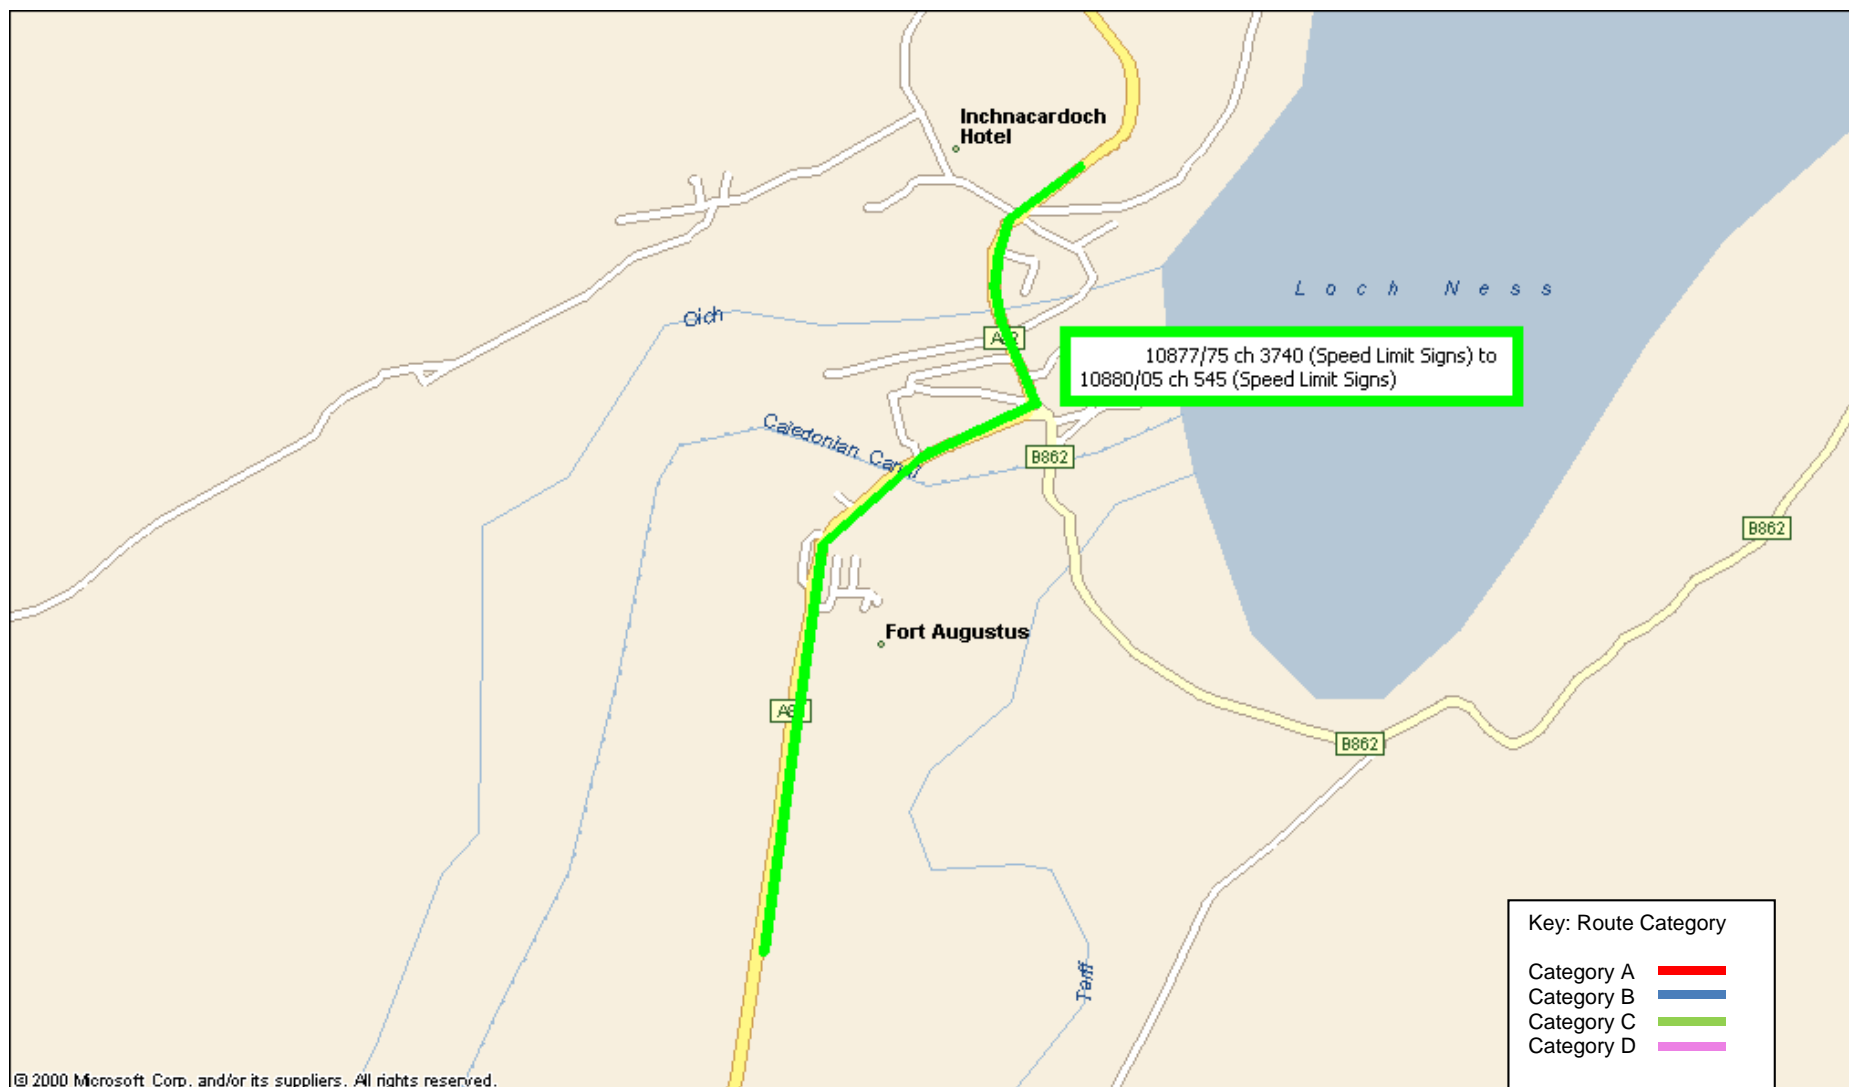 Inchnacardoch
Hotel
Loch Ness
Oich
A82
10877/75 ch 3740 (Speed Limit Signs) to
10880/05 ch 545 (Speed Limit Signs)
Caledonian Canal
B862
B862
Fort Augustus
B862
Key: Route Category
Category A
Category B
Category C
Category D
Tarff
© 2000 Microsoft Corp. and/or its suppliers. All rights reserved.